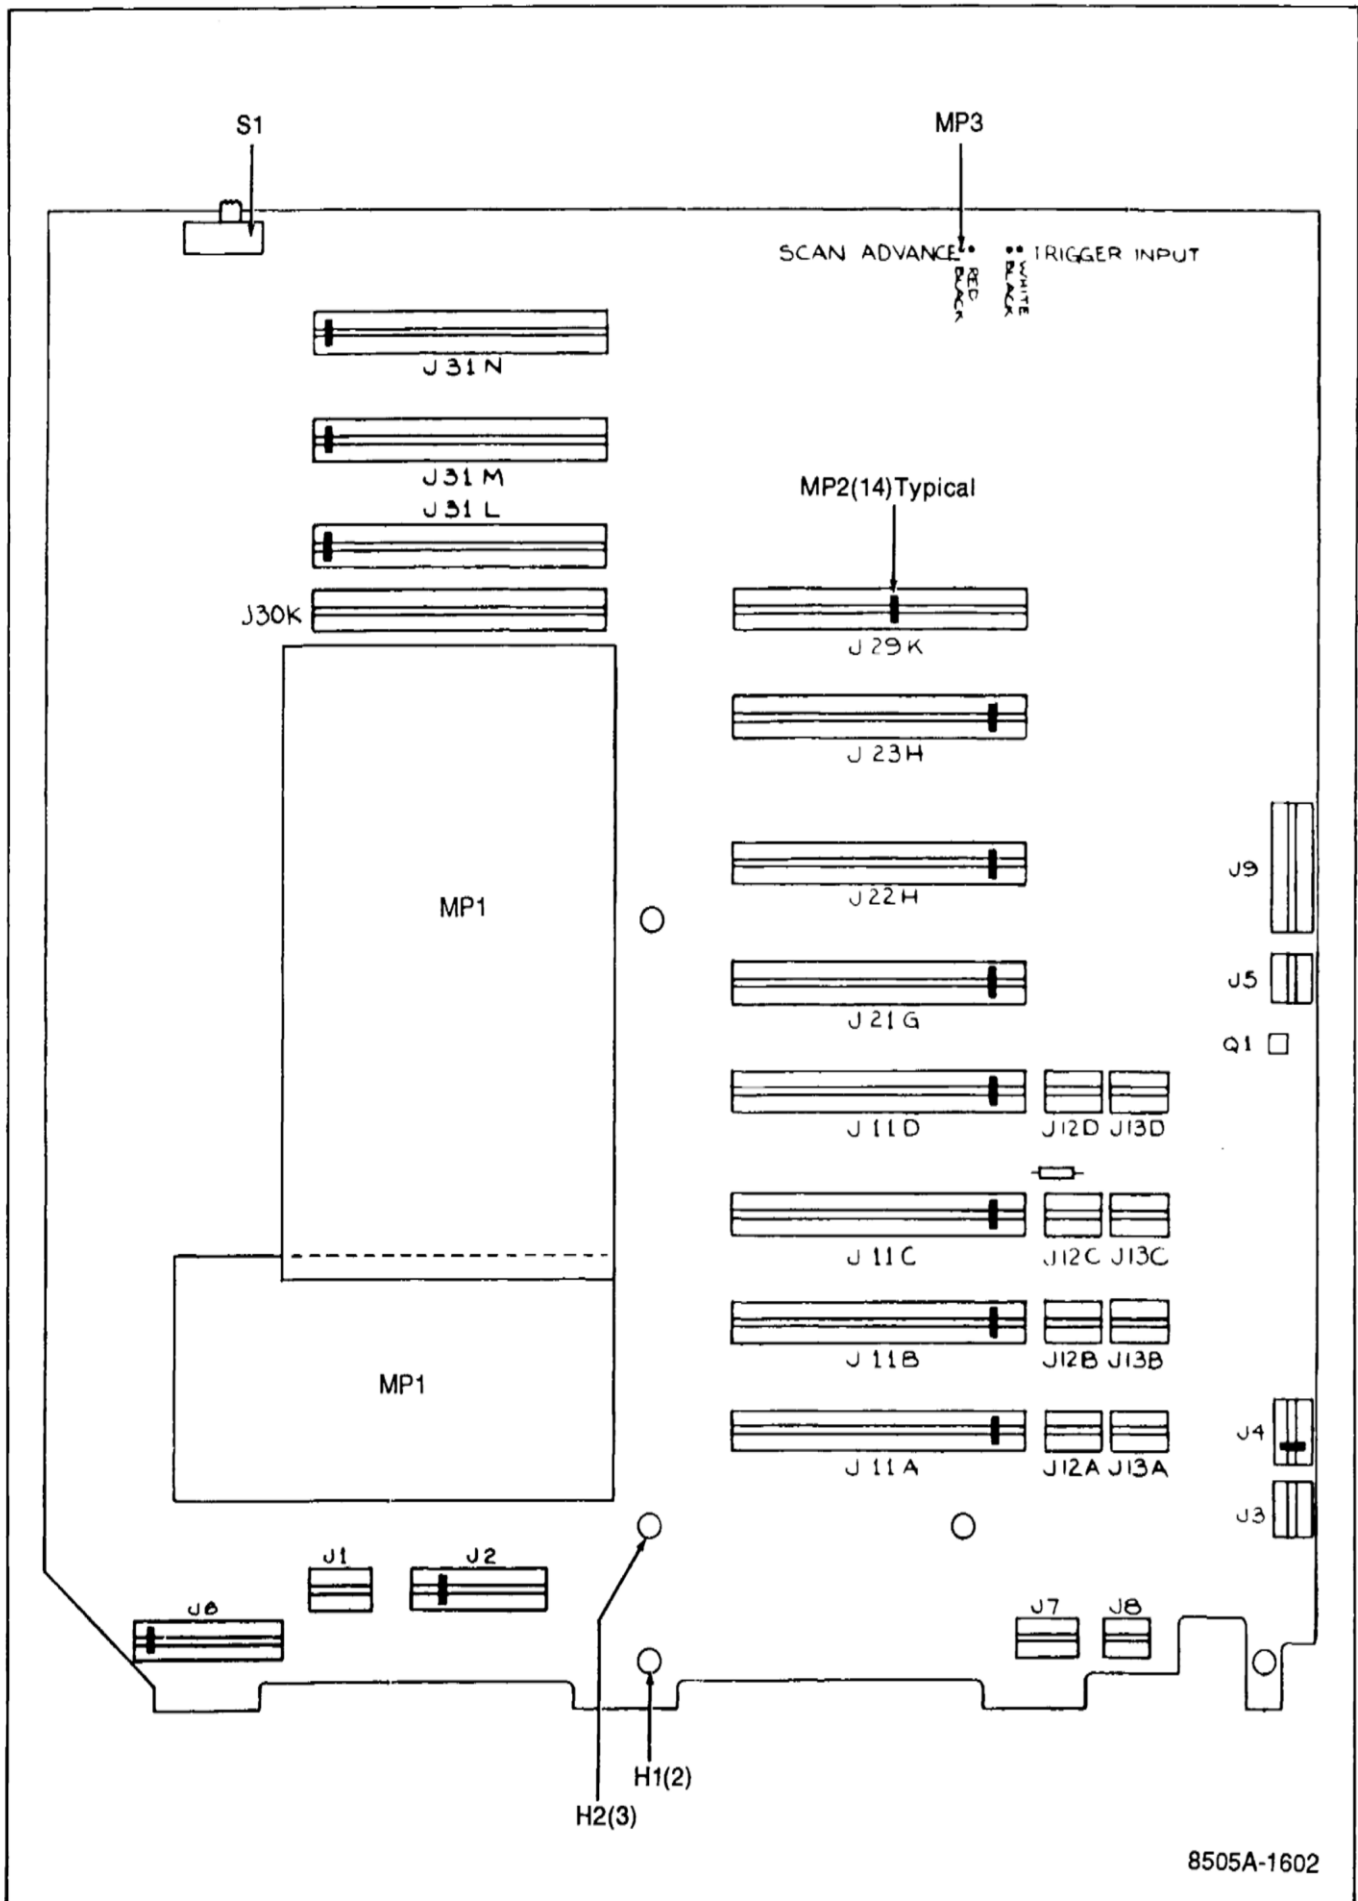 S1
MP3
SCAN ADVANCE
TRIGGER INPUT
RED
BLACK
WHITE
BLACK
J31N
J31M
J31L
MP2(14)Typical
J30K
J29K
J23H
MP1
J22H
J9
J21G
J5
Q1
J11D
J12D
J13D
J11C
J12C
J13C
J11B
J12B
J13B
MP1
J4
J11A
J12A
J13A
J3
J1
J2
J6
J7
J8
H1(2)
H2(3)
8505A-1602